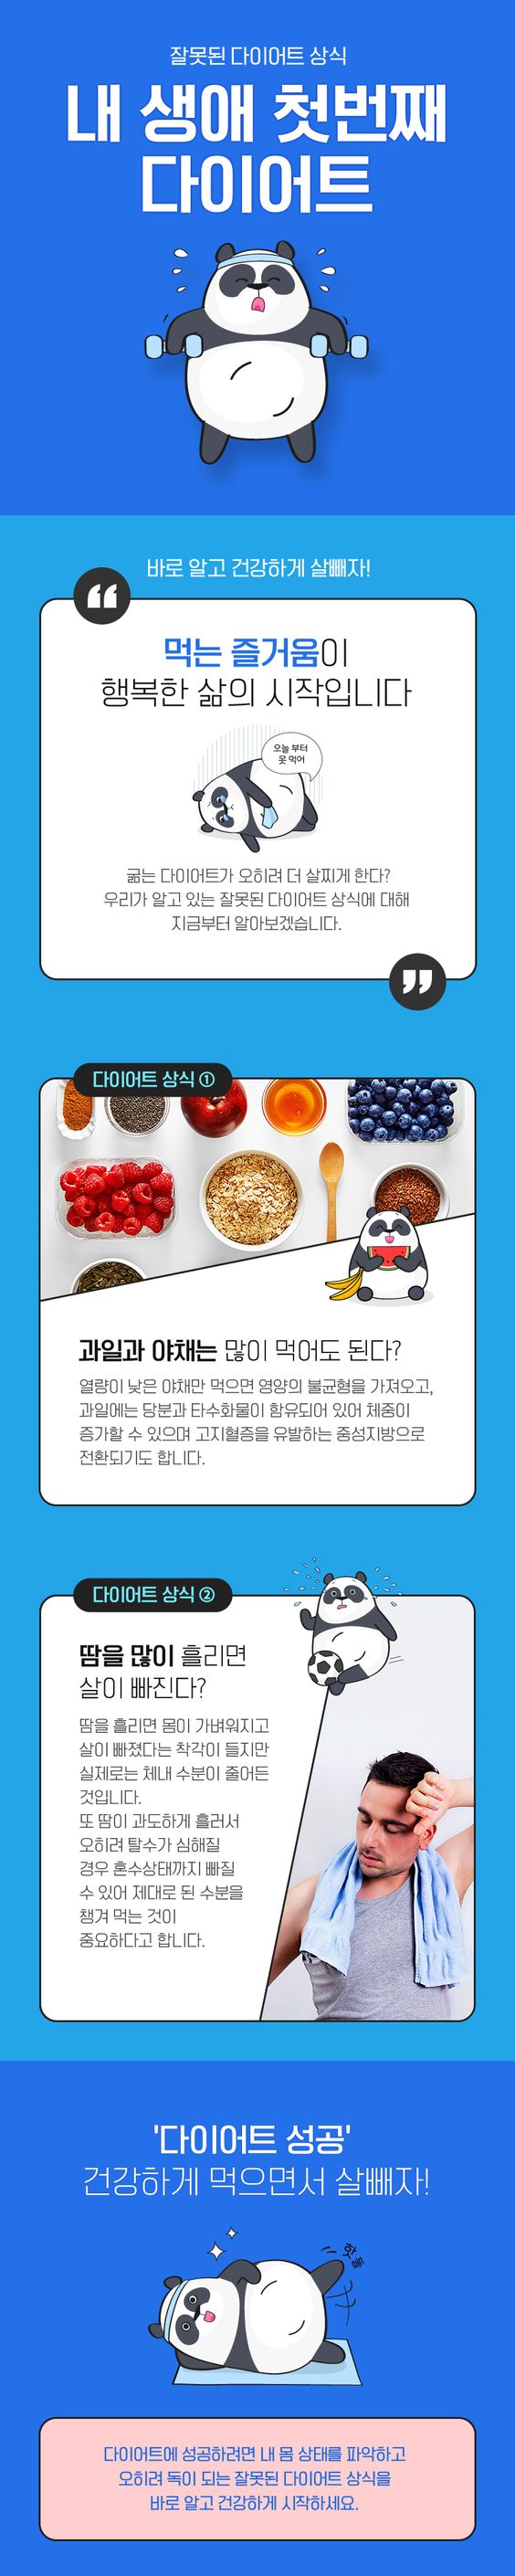 잘못된 다이어트 상식
내 생애 첫번째
다이어트
바로 알고 건강하게 살빼자!
먹는 즐거움이
행복한 삶의 시작입니다
오늘 부터
못 먹어
굶는 다이어트가 오히려 더 살찌게 한다?
우리가 알고 있는 잘못된 다이어트 상식에 대해
지금부터 알아보겠습니다.
다이어트 상식 ①
과일과 야채는 많이 먹어도 된다?
열량이 낮은 야채만 먹으면 영양의 불균형을 가져오고,
과일에는 당분과 타수화물이 함유되어 있어 체중이
증가할 수 있으며 고지혈증을 유발하는 중성지방으로
전환되기도 합니다.
다이어트 상식 ②
땀을 많이 흘리면
살이 빠진다?
땀을 흘리면 몸이 가벼워지고
살이 빠졌다는 착각이 들지만
실제로는 체내 수분이 줄어든
것입니다.
또 땀이 과도하게 흘러서
오히려 탈수가 심해질
경우 혼수상태까지 빠질
수 있어 제대로 된 수분을
챙겨 먹는 것이
중요하다고 합니다.
'다이어트 성공'
건강하게 먹으면서 살빼자!
핫둘
다이어트에 성공하려면 내 몸 상태를 파악하고
오히려 독이 되는 잘못된 다이어트 상식을
바로 알고 건강하게 시작하세요.